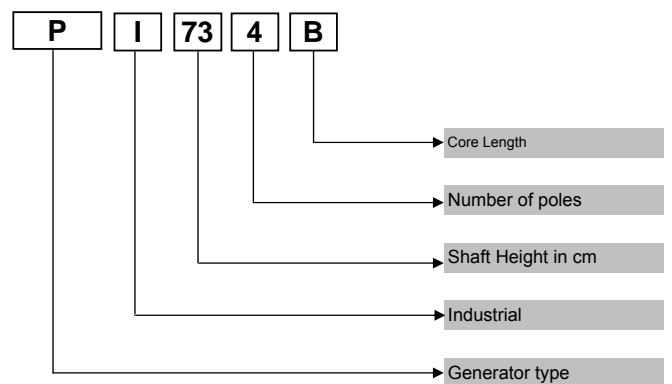 P I 73 4 B
Core Length
Number of poles
Shaft Height in cm
Industrial
Generator type